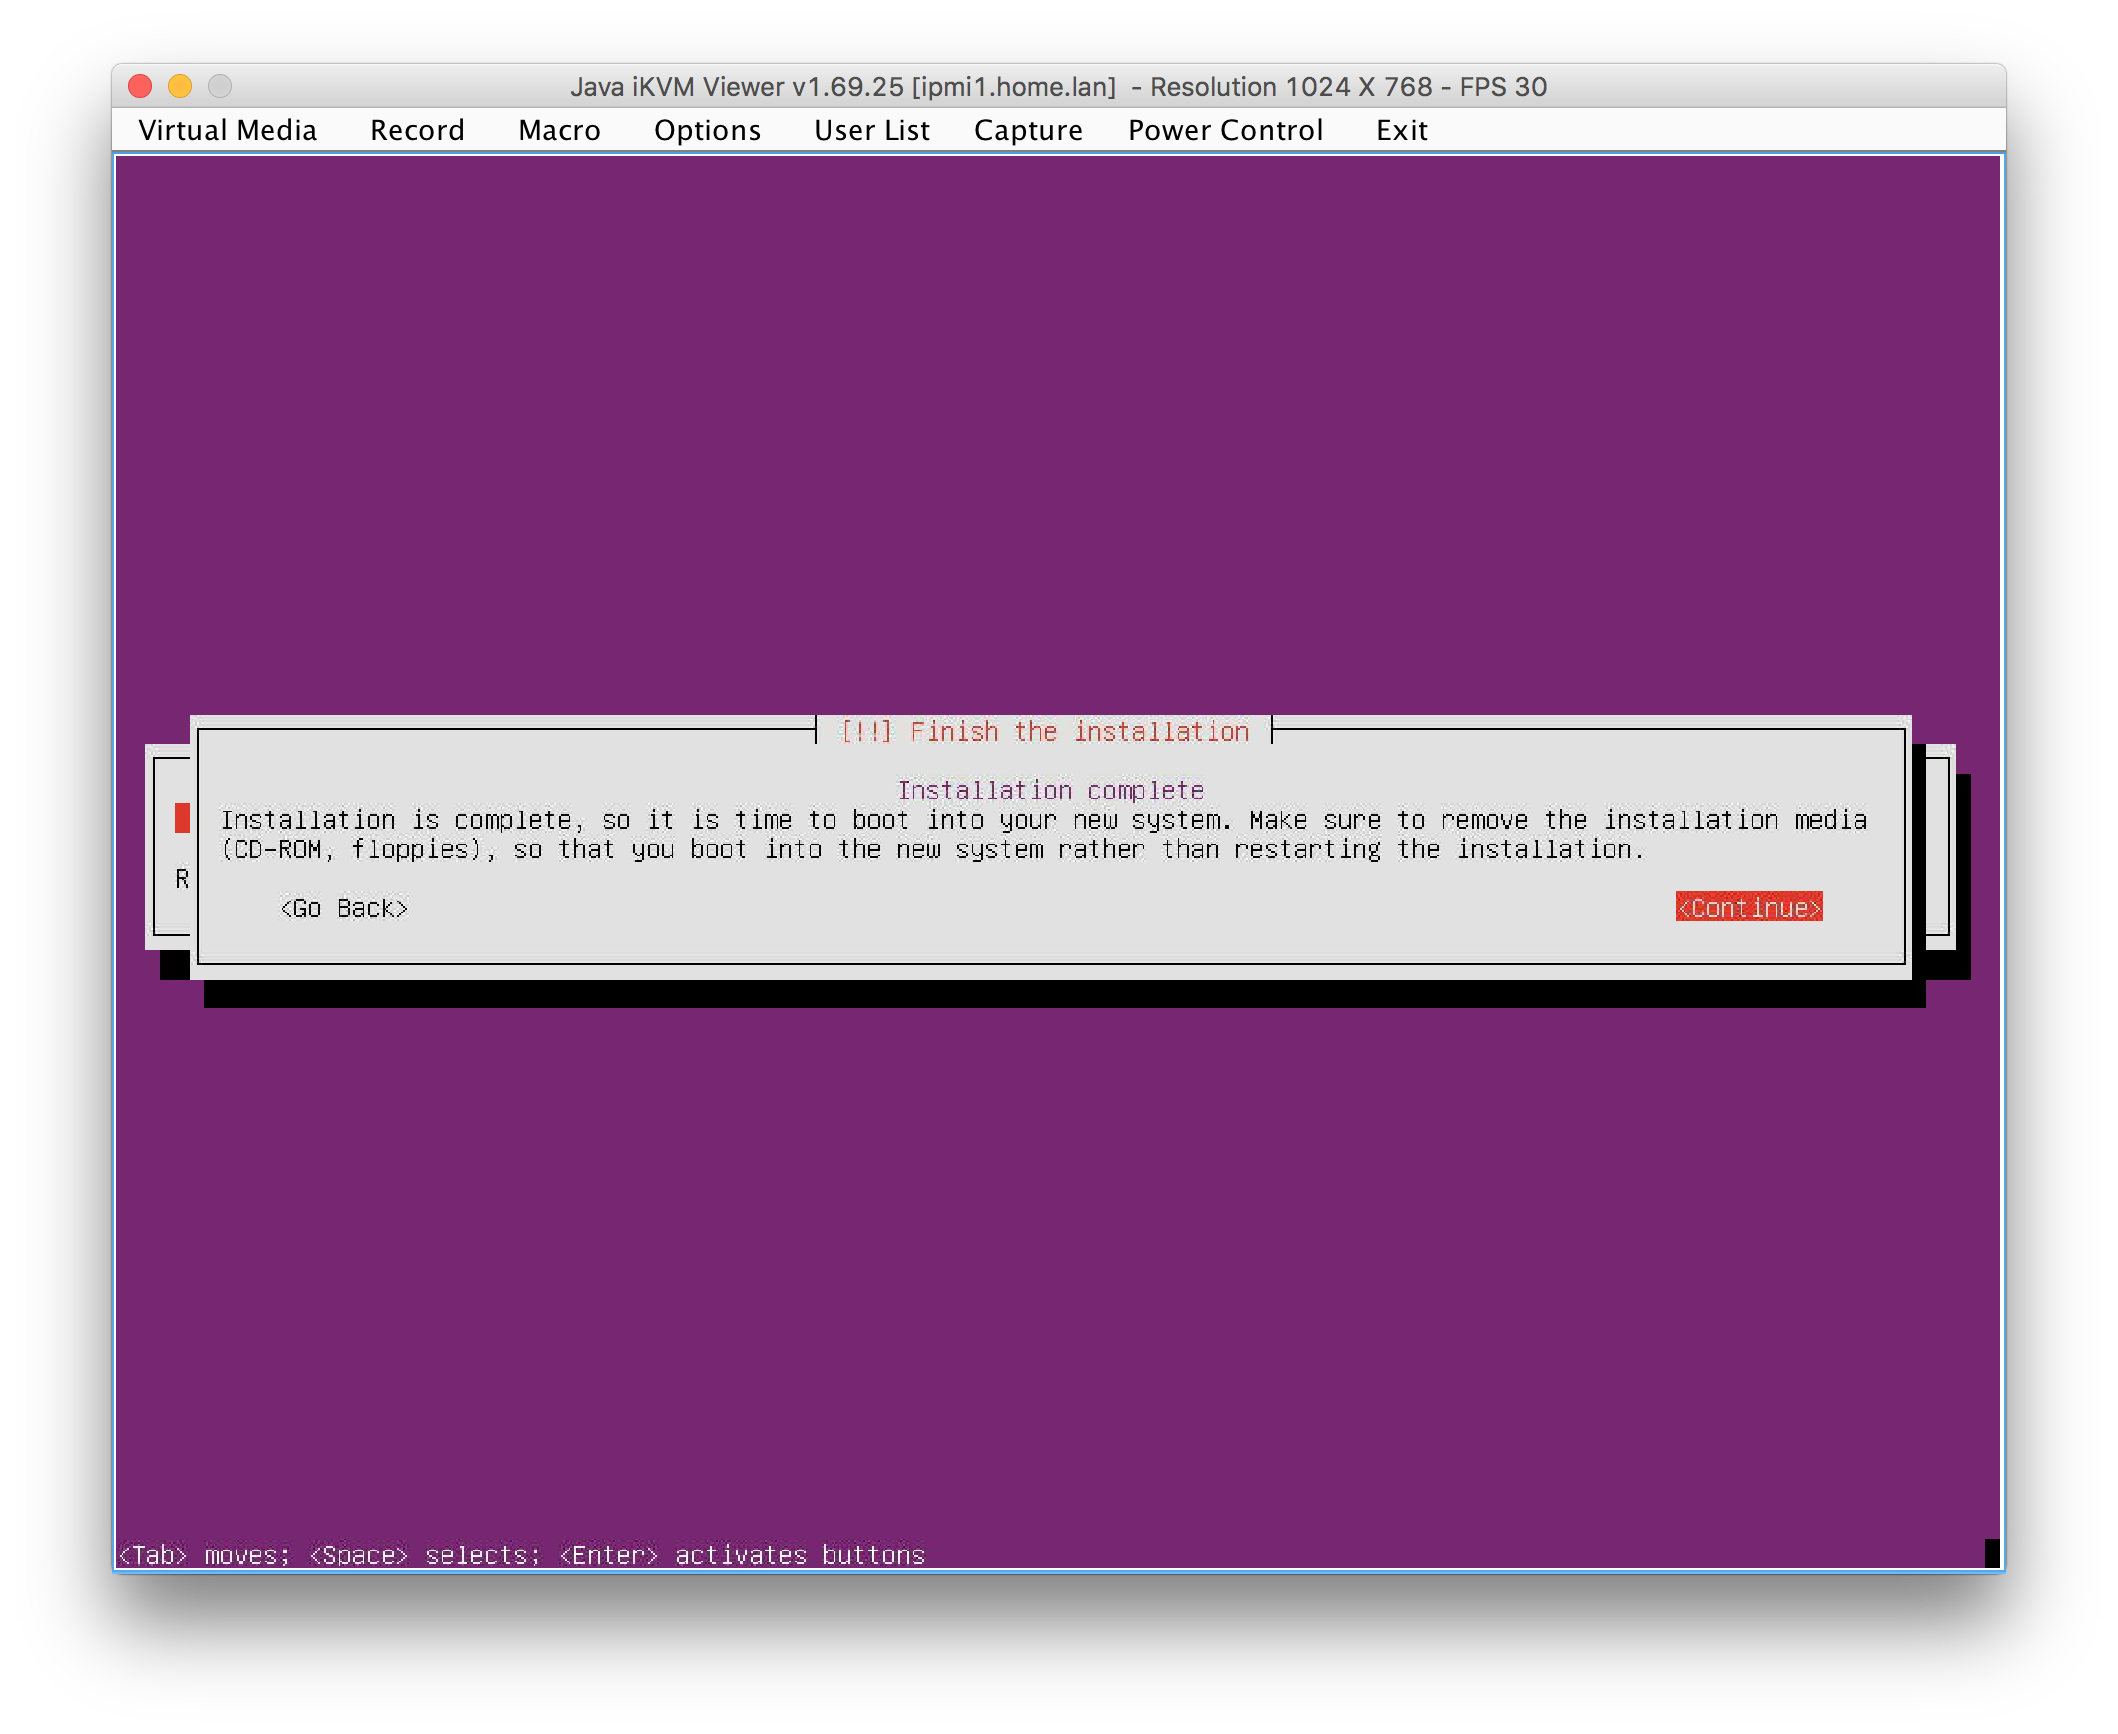 Java iKVM Viewer v1.69.25 [ipmi1.home.lan] - Resolution 1024 X 768 - FPS 30
Virtual Media Record Macro Options User List Capture Power Control Exit
[!!] Finish the installation
Installation complete
Installation is complete, so it is time to boot into your new system. Make sure to remove the installation media
(CD-ROM, floppies), so that you boot into the new system rather than restarting the installation.
R
<Go Back> <Continue>
<Tab> moves; <Space> selects; <Enter> activates buttons